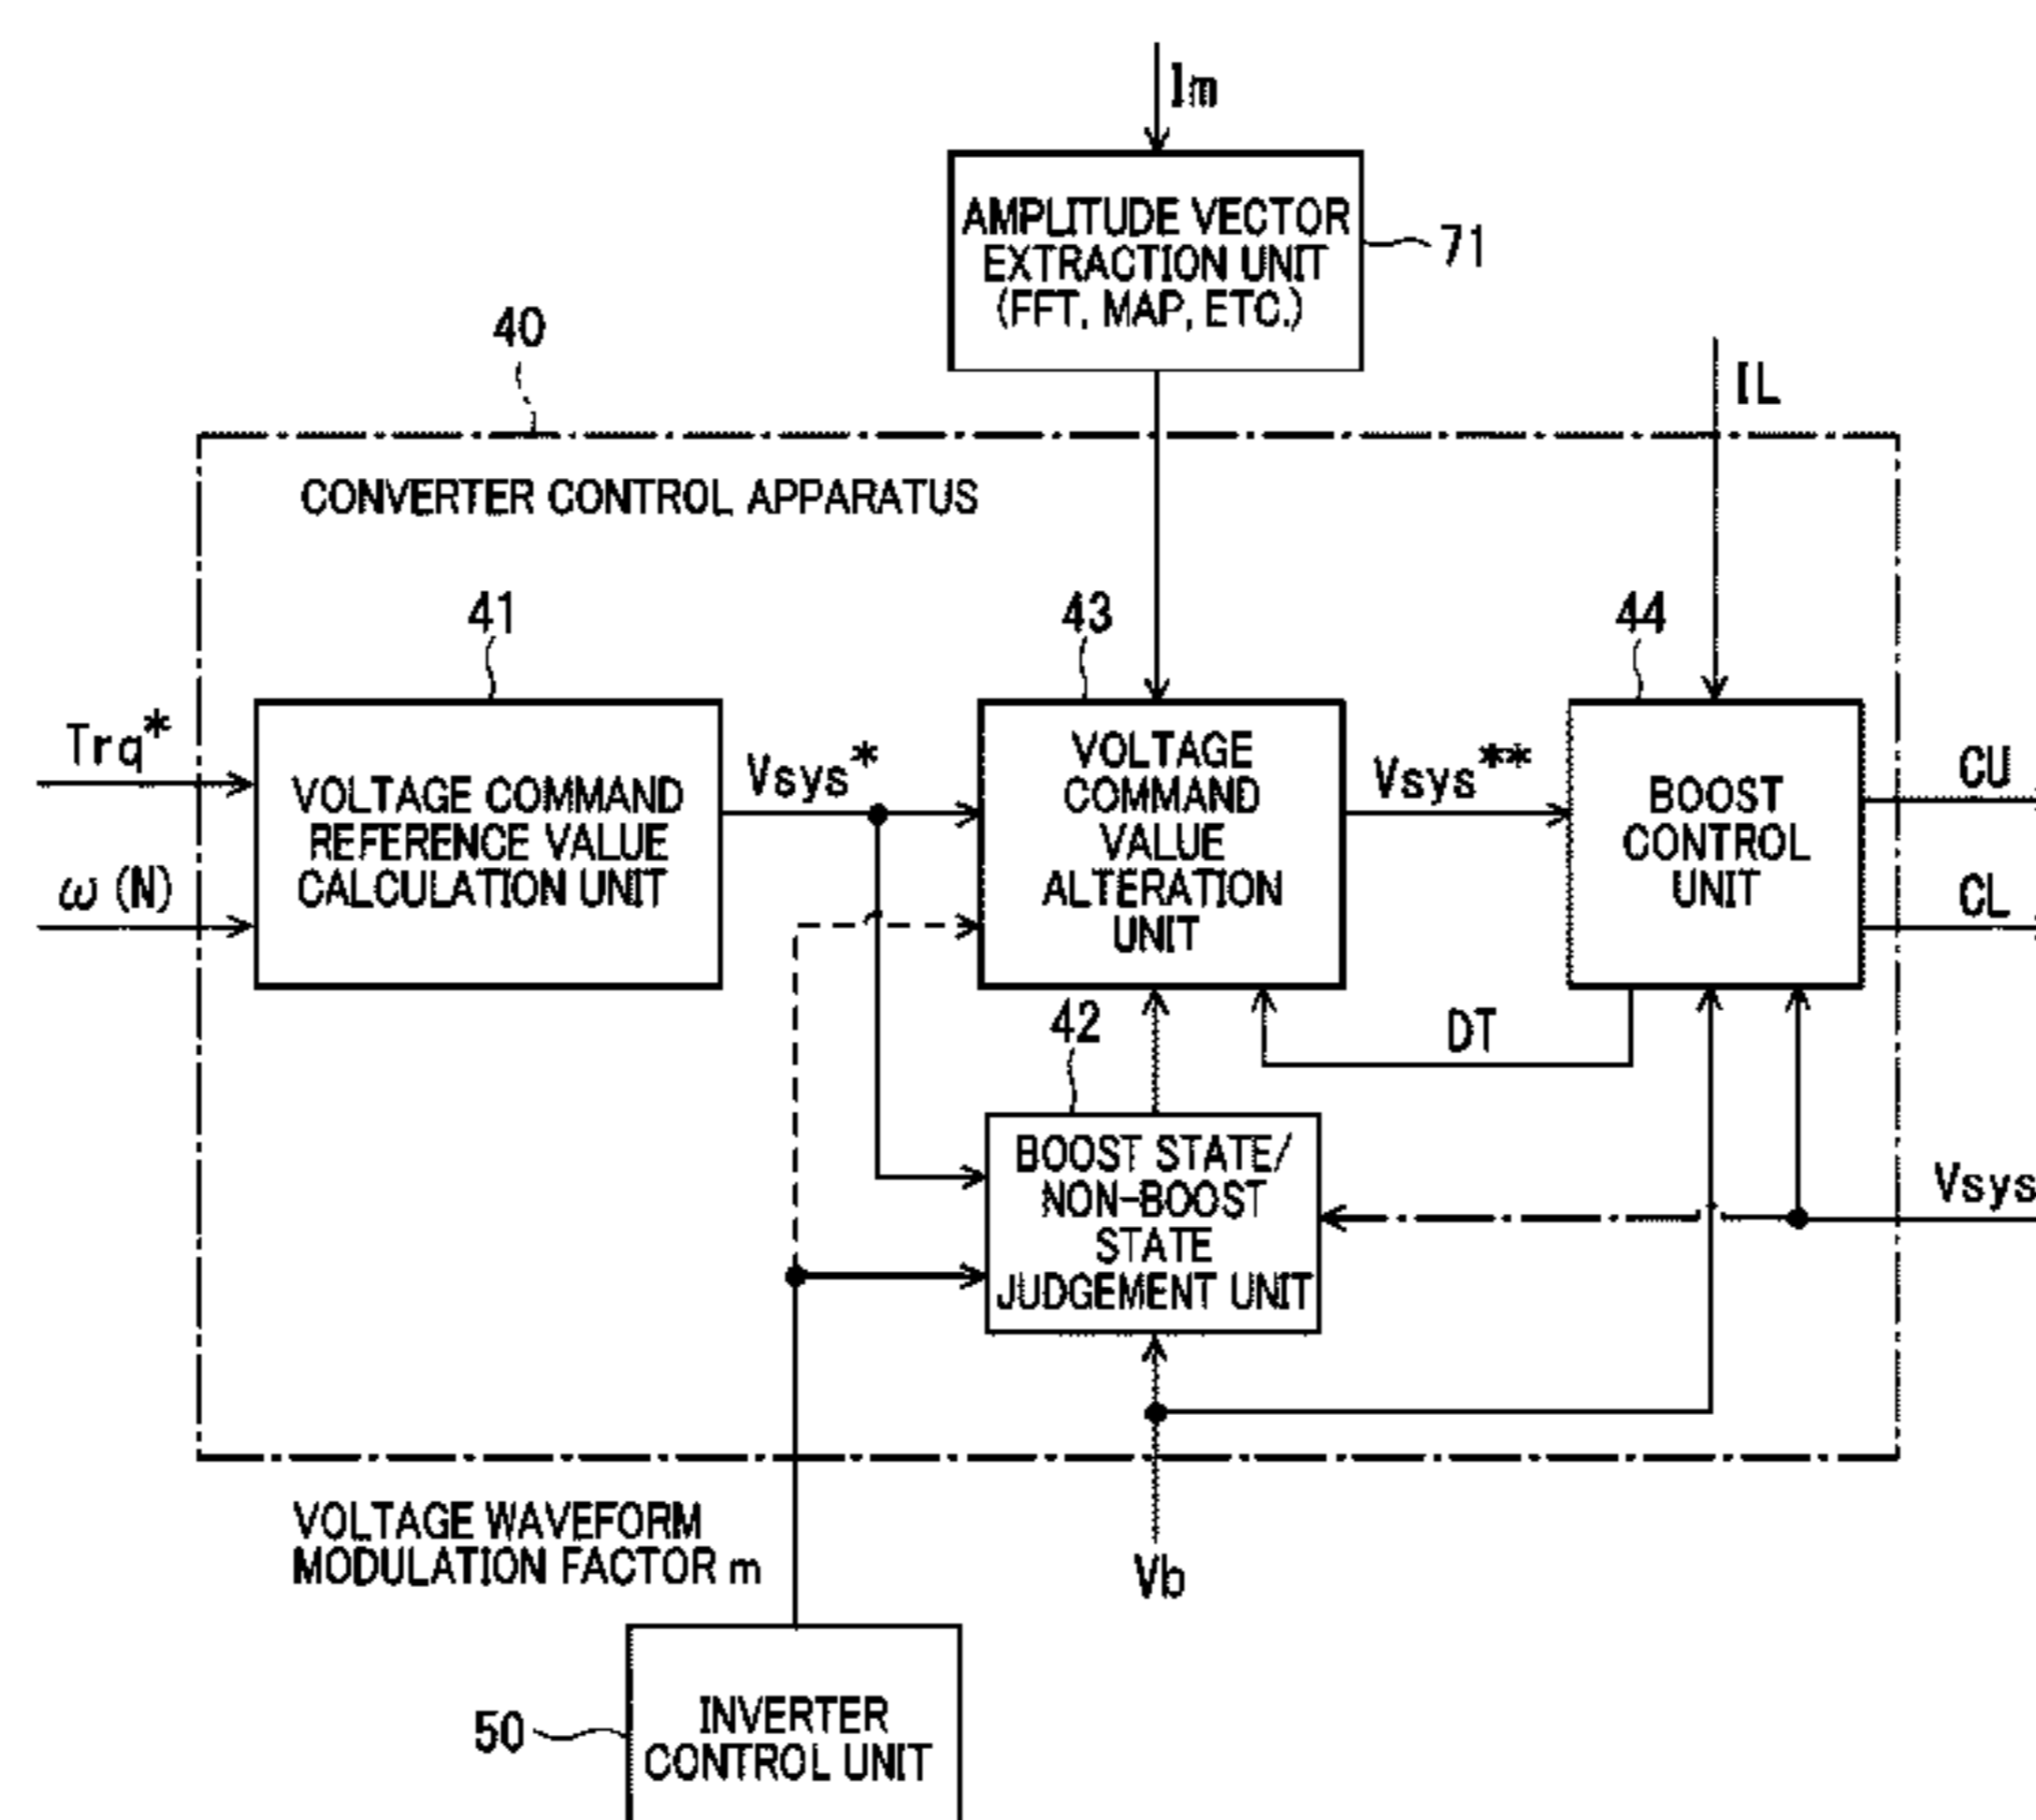 Im
AMPLITUDE VECTOR
EXTRACTION UNIT
(FFT, MAP, ETC.)
71
40
IL
CONVERTER CONTROL APPARATUS
41
43
44
Trq*
ω(N)
VOLTAGE COMMAND
REFERENCE VALUE
CALCULATION UNIT
Vsys*
VOLTAGE
COMMAND
VALUE
ALTERATION
UNIT
Vsys**
BOOST
CONTROL
UNIT
CU
CL
42
DT
BOOST STATE/
NON-BOOST
STATE
JUDGEMENT UNIT
Vsys
VOLTAGE WAVEFORM
MODULATION FACTOR m
Vb
50
INVERTER
CONTROL UNIT